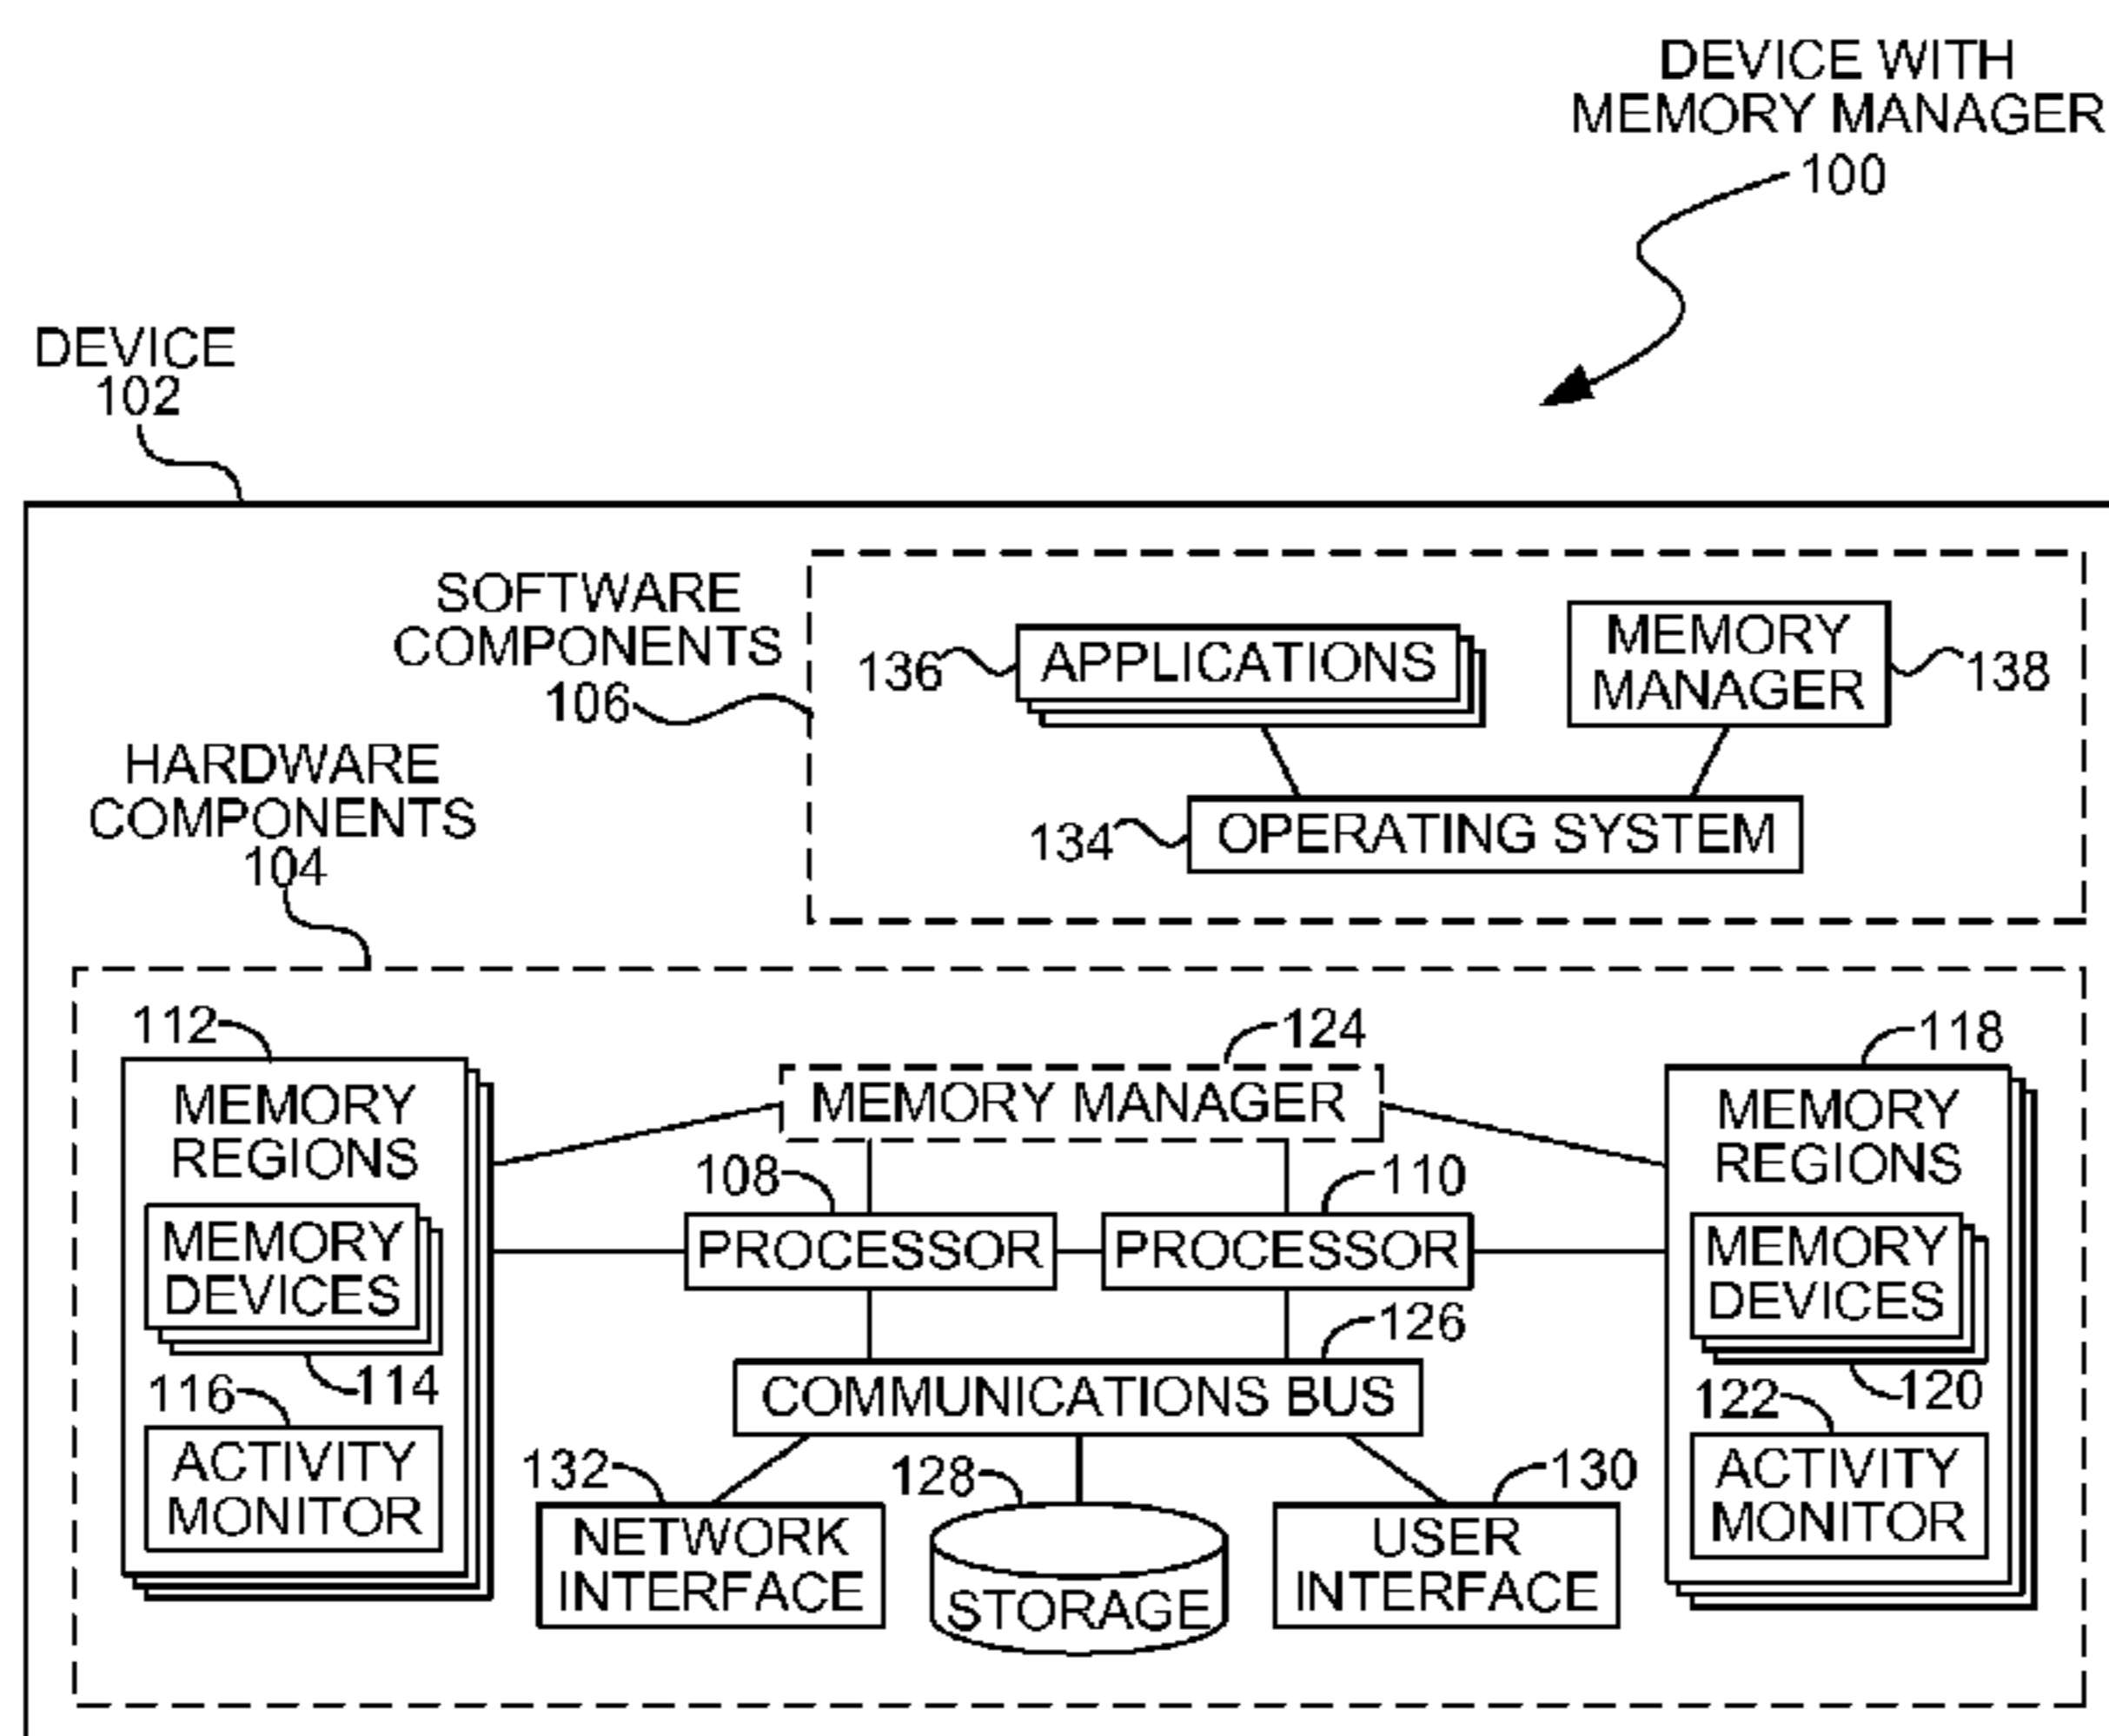 DEVICE WITH
MEMORY MANAGER
100
DEVICE
102
SOFTWARE
COMPONENTS
106
136
APPLICATIONS
MEMORY
MANAGER
138
134
OPERATING SYSTEM
HARDWARE
COMPONENTS
104
112
MEMORY
REGIONS
MEMORY
DEVICES
114
116
ACTIVITY
MONITOR
124
MEMORY MANAGER
108
PROCESSOR
110
PROCESSOR
126
COMMUNICATIONS BUS
132
NETWORK
INTERFACE
128
STORAGE
130
USER
INTERFACE
118
MEMORY
REGIONS
MEMORY
DEVICES
120
122
ACTIVITY
MONITOR